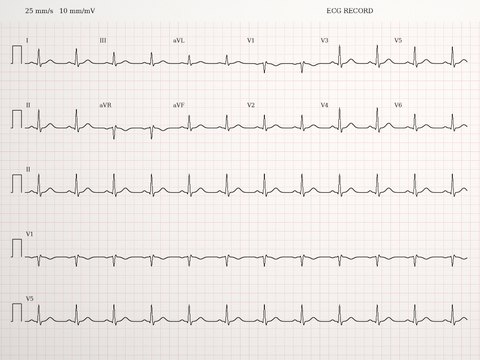 25 mm/s 10 mm/mV ECG RECORD
I III aVL V1 V3 V5
II aVR aVF V2 V4 V6
II
V1
V5